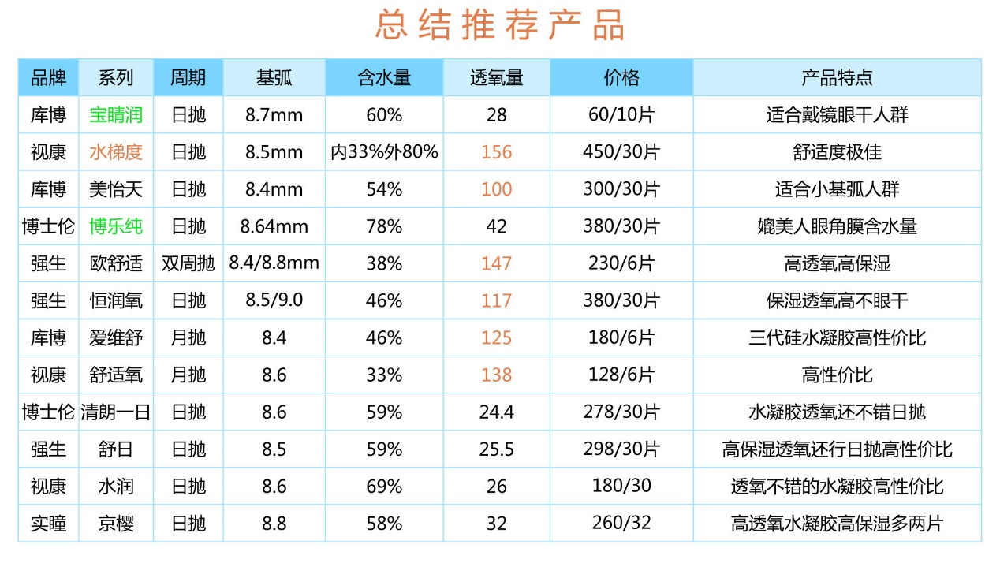 总结推荐产品
品牌 系列 周期 基弧 含水量 透氧量 价格 产品特点
库博 宝睛润 日抛 8.7mm 60% 28 60/10片 适合戴镜眼干人群
视康 水梯度 日抛 8.5mm 内33%外80% 156 450/30片 舒适度极佳
库博 美怡天 日抛 8.4mm 54% 100 300/30片 适合小基弧人群
博士伦 博乐纯 日抛 8.64mm 78% 42 380/30片 媲美人眼角膜含水量
强生 欧舒适 双周抛 8.4/8.8mm 38% 147 230/6片 高透氧高保湿
强生 恒润氧 日抛 8.5/9.0 46% 117 380/30片 保湿透氧高不眼干
库博 爱维舒 月抛 8.4 46% 125 180/6片 三代硅水凝胶高性价比
视康 舒适氧 月抛 8.6 33% 138 128/6片 高性价比
博士伦 清朗一日 日抛 8.6 59% 24.4 278/30片 水凝胶透氧还不错日抛
强生 舒日 日抛 8.5 59% 25.5 298/30片 高保湿透氧还行日抛高性价比
视康 水润 日抛 8.6 69% 26 180/30 透氧不错的水凝胶高性价比
实瞳 京樱 日抛 8.8 58% 32 260/32 高透氧水凝胶高保湿多两片